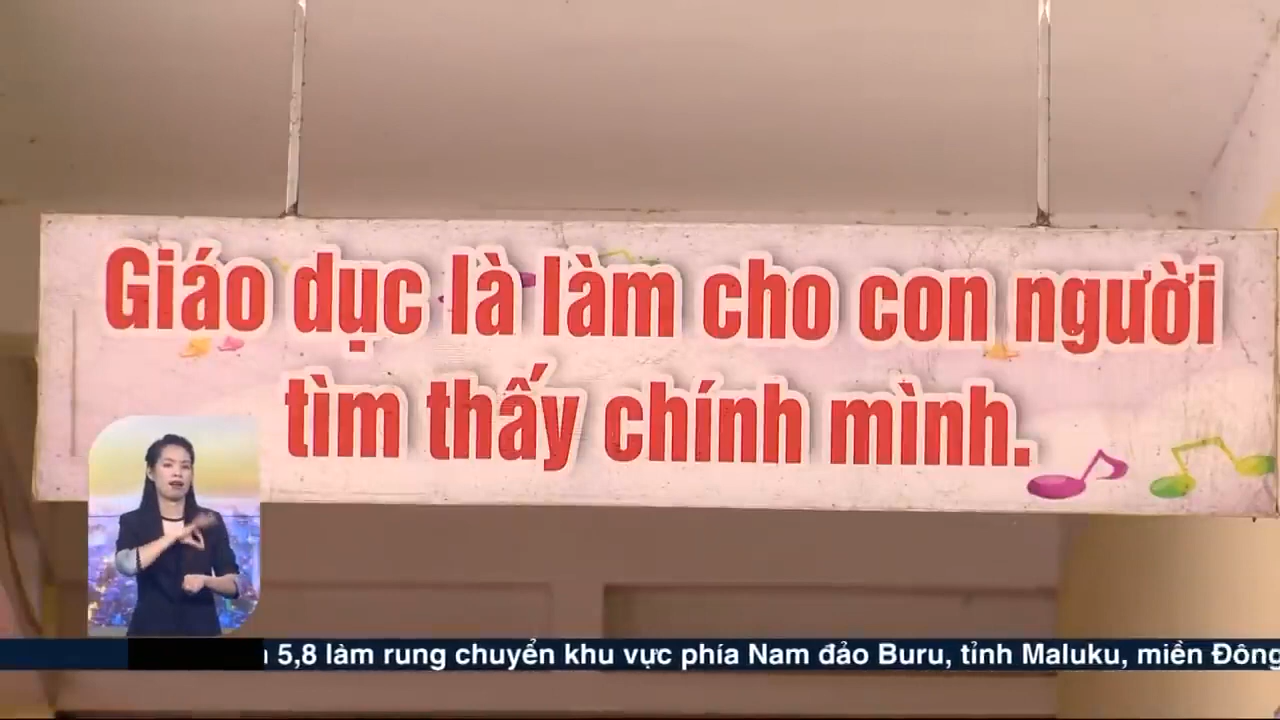 Giáo dục là làm cho con người
tìm thấy chính mình.
5,8 làm rung chuyển khu vực phía Nam đảo Buru, tỉnh Maluku, miền Đông